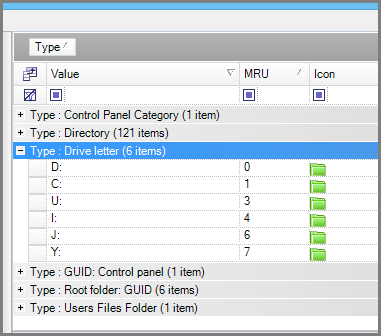 Type
Value MRU Icon
Type : Control Panel Category (1 item)
Type : Directory (121 items)
Type : Drive letter (6 items)
D: 0
C: 1
U: 3
I: 4
J: 6
Y: 7
Type : GUID: Control panel (1 item)
Type : Root folder: GUID (6 items)
Type : Users Files Folder (1 item)